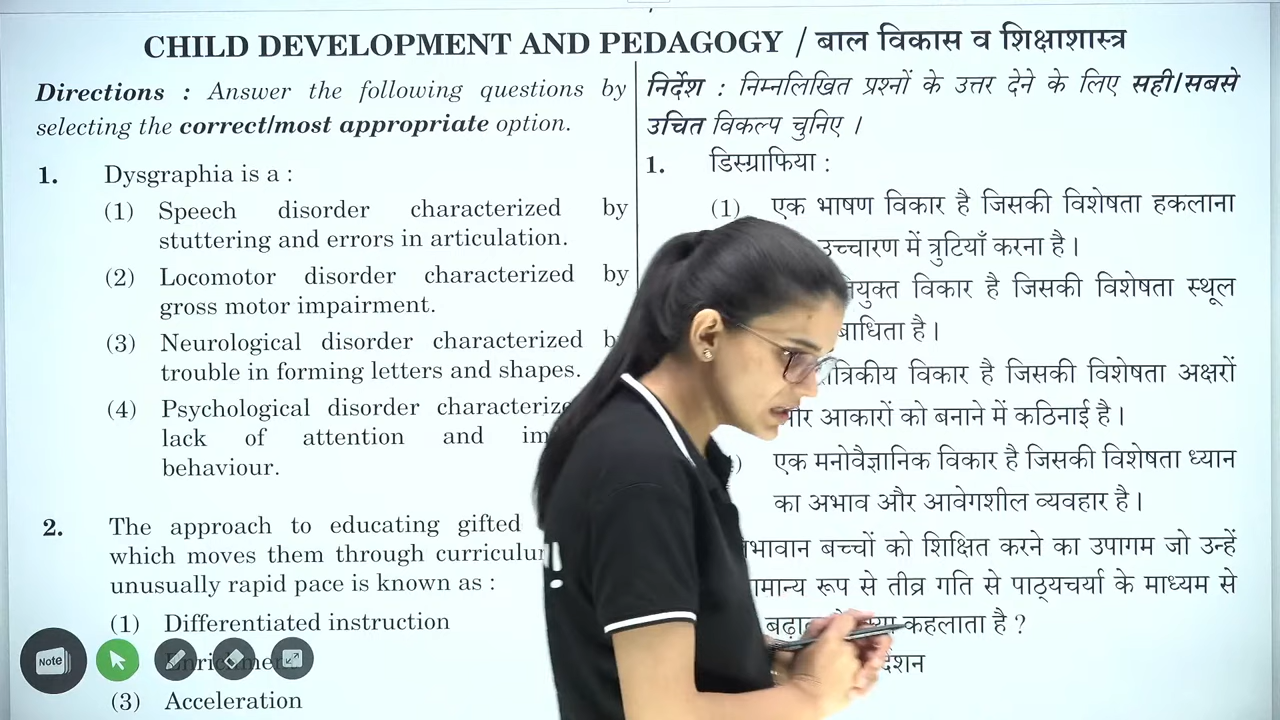 CHILD DEVELOPMENT AND PEDAGOGY / बाल विकास व शिक्षाशास्त्र
Directions : Answer the following questions by
selecting the correct/most appropriate option.
1. Dysgraphia is a :
(1) Speech disorder characterized by
stuttering and errors in articulation.
(2) Locomotor disorder characterized by
gross motor impairment.
(3) Neurological disorder characterized
trouble in forming letters and shapes.
(4) Psychological disorder
lack of attention and
behaviour.
2. The approach to educating gifted
which moves them through
unusually rapid pace is known as :
(1) Differentiated instruction
(3) Acceleration
Note
निर्देश : निम्नलिखित प्रश्नों के उत्तर देने के लिए सही/सबसे
उचित विकल्प चुनिए ।
1. डिस्ग्राफिया :
(1) एक भाषण विकार है जिसकी विशेषता हकलाना
उच्चारण में त्रुटियाँ करना है ।
विकार है जिसकी विशेषता स्थूल
है ।
विकार है जिसकी विशेषता अक्षरों
आकारों को बनाने में कठिनाई है ।
एक मनोवैज्ञानिक विकार है जिसकी विशेषता ध्यान
का अभाव और आवेगशील व्यवहार है ।
बच्चों को शिक्षित करने का उपागम जो उन्हें
रूप से तीव्र गति से पाठ्यचर्या के माध्यम से
कहलाता है ?